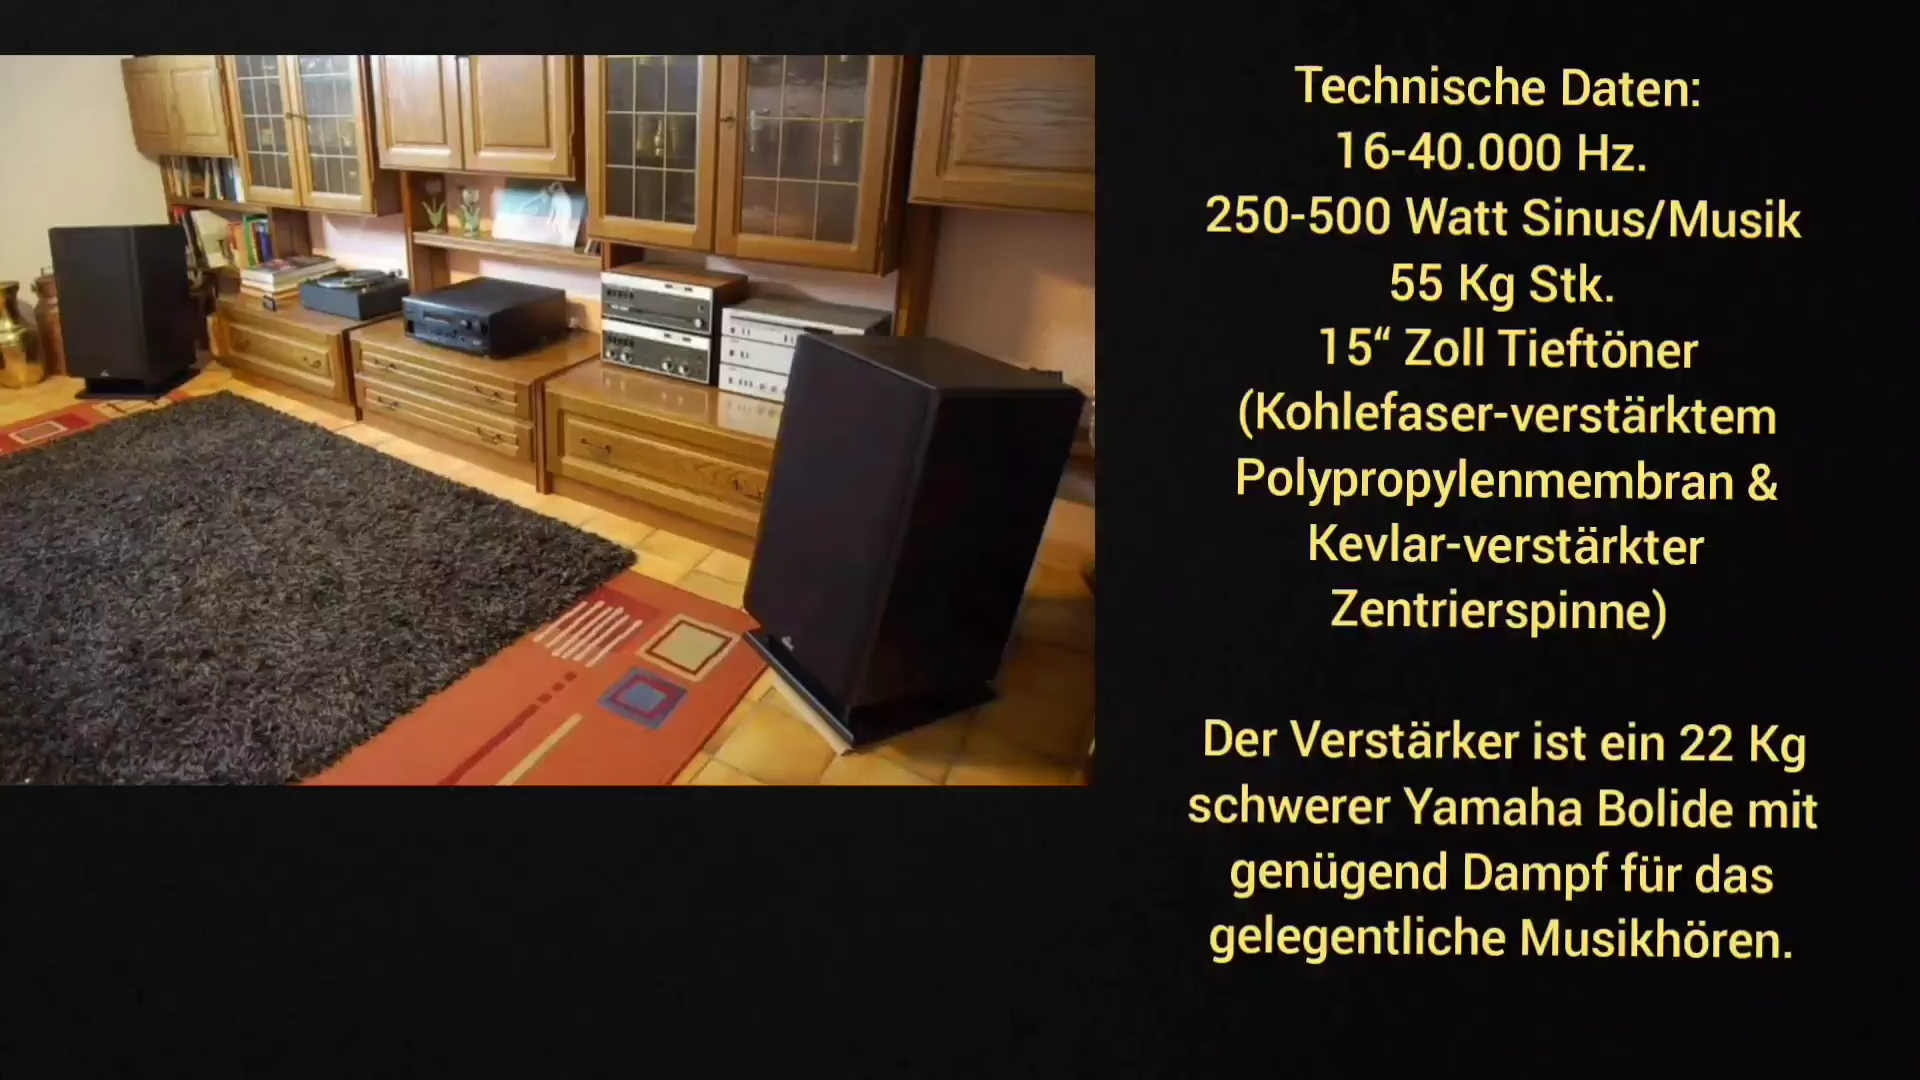 Technische Daten:
16-40.000 Hz.
250-500 Watt Sinus/Musik
55 Kg Stk.
15“ Zoll Tieftöner
(Kohlefaser-verstärktem
Polypropylenmembran &
Kevlar-verstärkter
Zentrierspinne)
Der Verstärker ist ein 22 Kg
schwerer Yamaha Bolide mit
genügend Dampf für das
gelegentliche Musikhören.